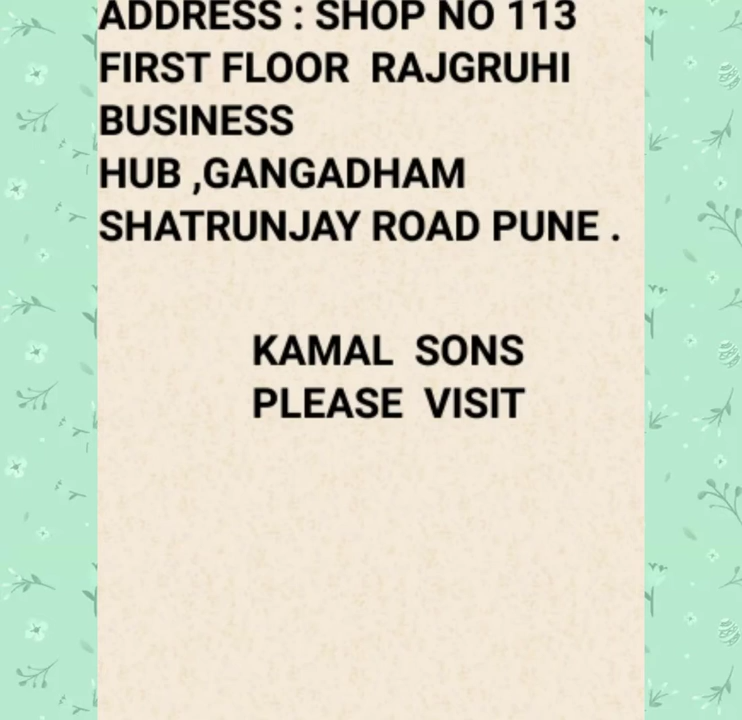 ADDRESS : SHOP NO 113
FIRST FLOOR  RAJGRUHI
BUSINESS
HUB ,GANGADHAM
SHATRUNJAY ROAD PUNE .
KAMAL  SONS
PLEASE  VISIT